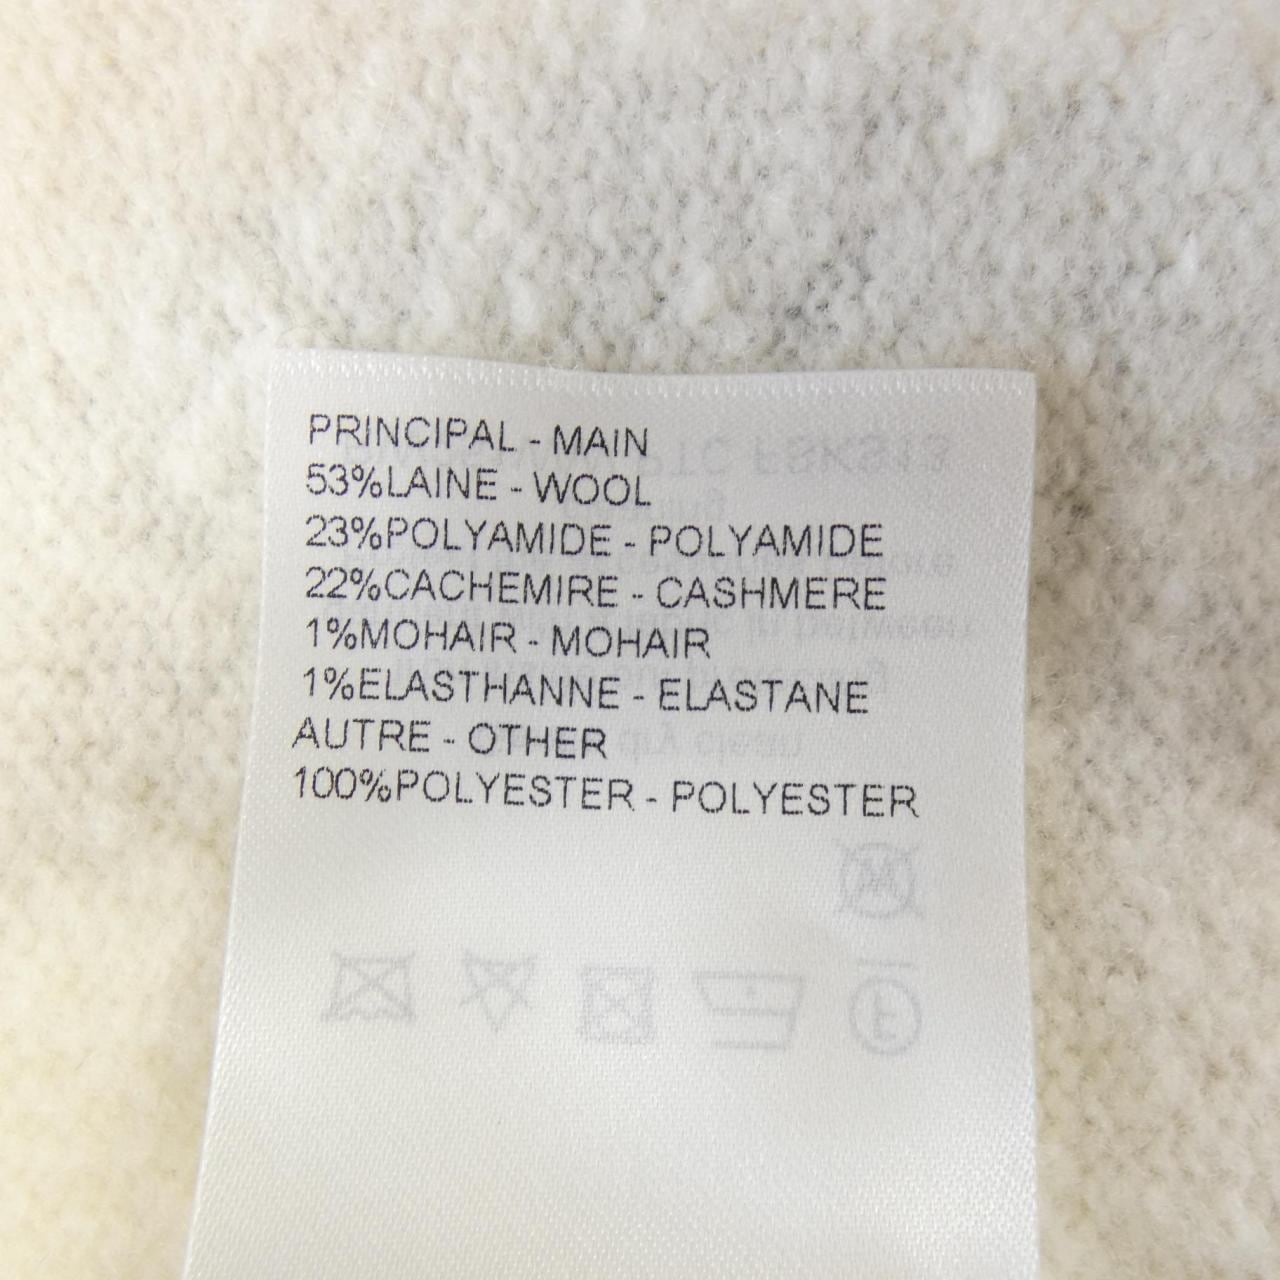 PRINCIPAL - MAIN
53%LAINE - WOOL
23%POLYAMIDE - POLYAMIDE
22%CACHEMIRE - CASHMERE
1%MOHAIR - MOHAIR
1%ELASTHANNE - ELASTANE
AUTRE - OTHER
100%POLYESTER - POLYESTER